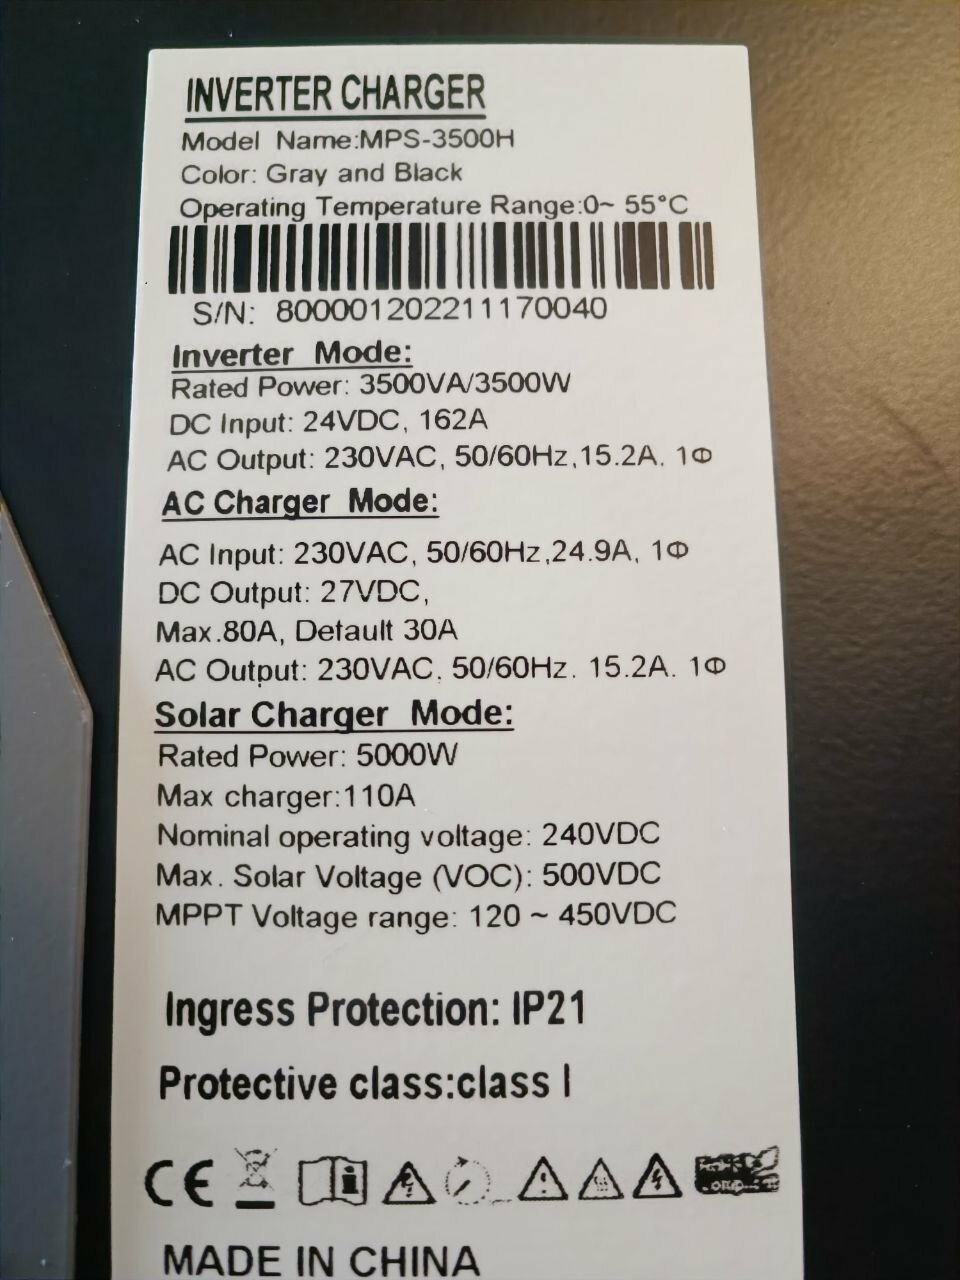 INVERTER CHARGER
Model Name:MPS-3500H
Color: Gray and Black
Operating Temperature Range:0~ 55°C
S/N: 800001202211170040
Inverter Mode:
Rated Power: 3500VA/3500W
DC Input: 24VDC, 162A
AC Output: 230VAC, 50/60Hz,15.2A. 1Φ
AC Charger Mode:
AC Input: 230VAC, 50/60Hz,24.9A, 1Φ
DC Output: 27VDC,
Max.80A, Default 30A
AC Output: 230VAC. 50/60Hz. 15.2A. 1Φ
Solar Charger Mode:
Rated Power: 5000W
Max charger:110A
Nominal operating voltage: 240VDC
Max. Solar Voltage (VOC): 500VDC
MPPT Voltage range: 120 ~ 450VDC
Ingress Protection: IP21
Protective class:class I
CE
MADE IN CHINA